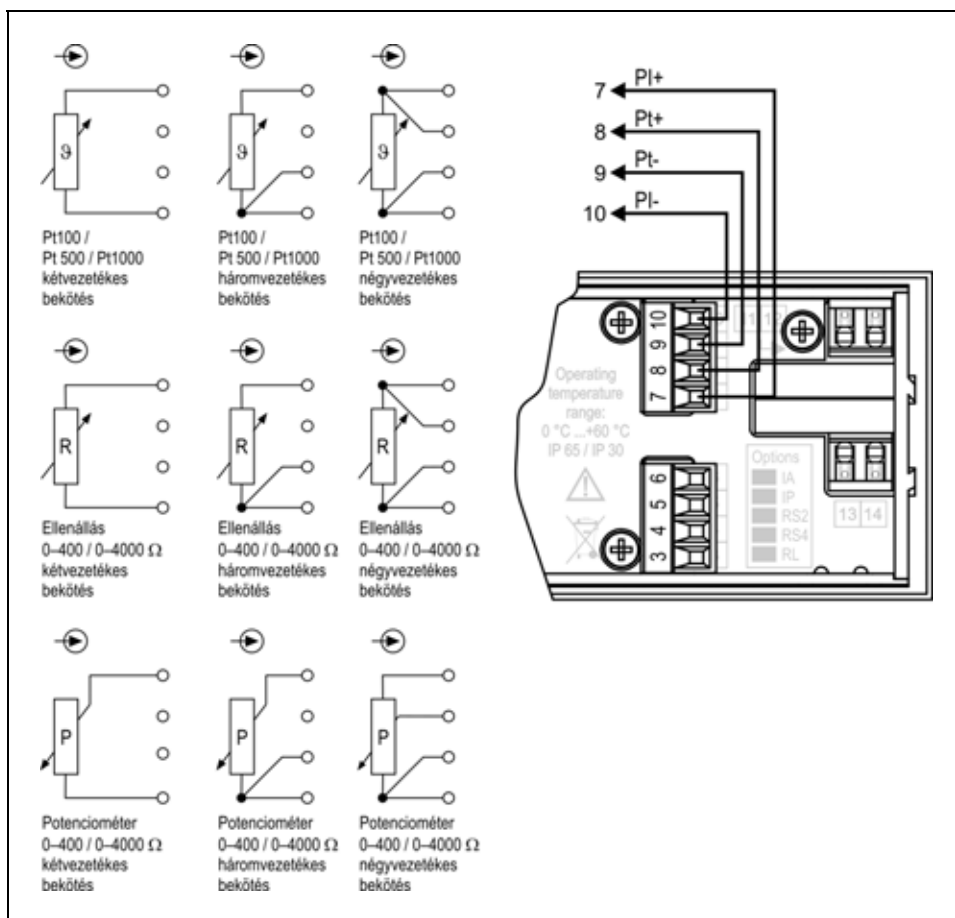 7 PI+
8 Pt+
9 Pt-
10 PI-
ϑ
ϑ
ϑ
Pt100 /
Pt 500 / Pt1000
kétvezetékes
bekötés
Pt100 /
Pt 500 / Pt1000
háromvezetékes
bekötés
Pt100 /
Pt 500 / Pt1000
négyvezetékes
bekötés
R
R
R
Ellenállás
0–400 / 0–4000 Ω
kétvezetékes
bekötés
Ellenállás
0–400 / 0–4000 Ω
háromvezetékes
bekötés
Ellenállás
0–400 / 0–4000 Ω
négyvezetékes
bekötés
P
P
P
Potenciométer
0–400 / 0–4000 Ω
kétvezetékes
bekötés
Potenciométer
0–400 / 0–4000 Ω
háromvezetékes
bekötés
Potenciométer
0–400 / 0–4000 Ω
négyvezetékes
bekötés
10
9
8
7
6
5
4
3
Operating
temperature
range:
0 °C ...+60 °C
IP 65 / IP 30
Options
IA
IP
RS2
RS4
RL
13 14